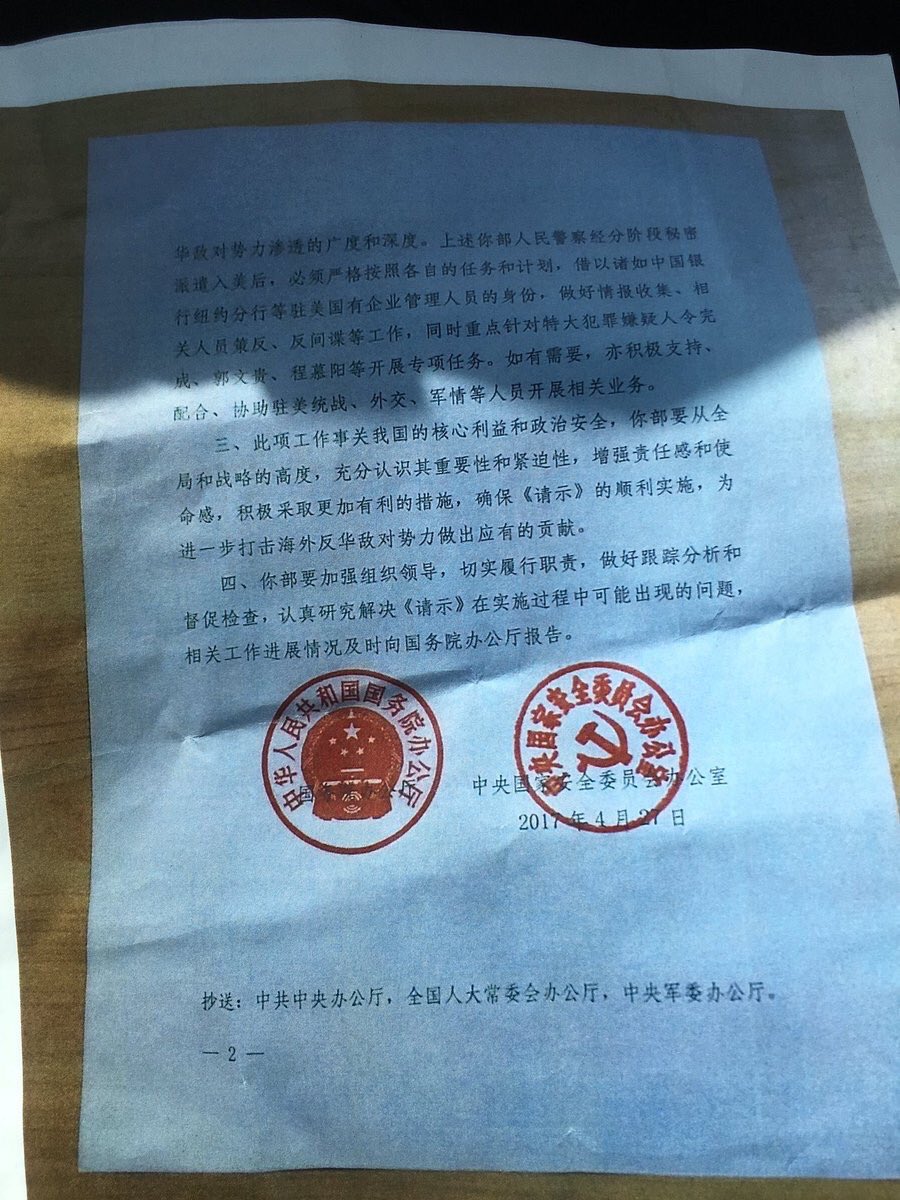 华敌对势力渗透的广度和深度。上述你部人民警察经分阶段秘密
派遣入美后，必须严格按照各自的任务和计划，借以诸如中国银
行纽约分行等驻美国有企业管理人员的身份，做好情报收集、相
关人员策反、反间谍等工作，同时重点针对特大犯罪嫌疑人令完
成、郭文贵、程慕阳等开展专项任务。如有需要，亦积极支持、
配合、协助驻美统战、外交、军情等人员开展相关业务。
三、此项工作事关我国的核心利益和政治安全，你部要从全
局和战略的高度，充分认识其重要性和紧迫性，增强责任感和使
命感，积极采取更加有利的措施，确保《请示》的顺利实施，为
进一步打击海外反华敌对势力做出应有的贡献。
四、你部要加强组织领导，切实履行职责，做好跟踪分析和
督促检查，认真研究解决《请示》在实施过程中可能出现的问题，
相关工作进展情况及时向国务院办公厅报告。
中华人民共和国国务院办公厅
中央国家安全委员会办公室
国务院办公厅
中央国家安全委员会办公室
2017年4月27日
抄送：中共中央办公厅，全国人大常委会办公厅，中央军委办公厅。
— 2 —